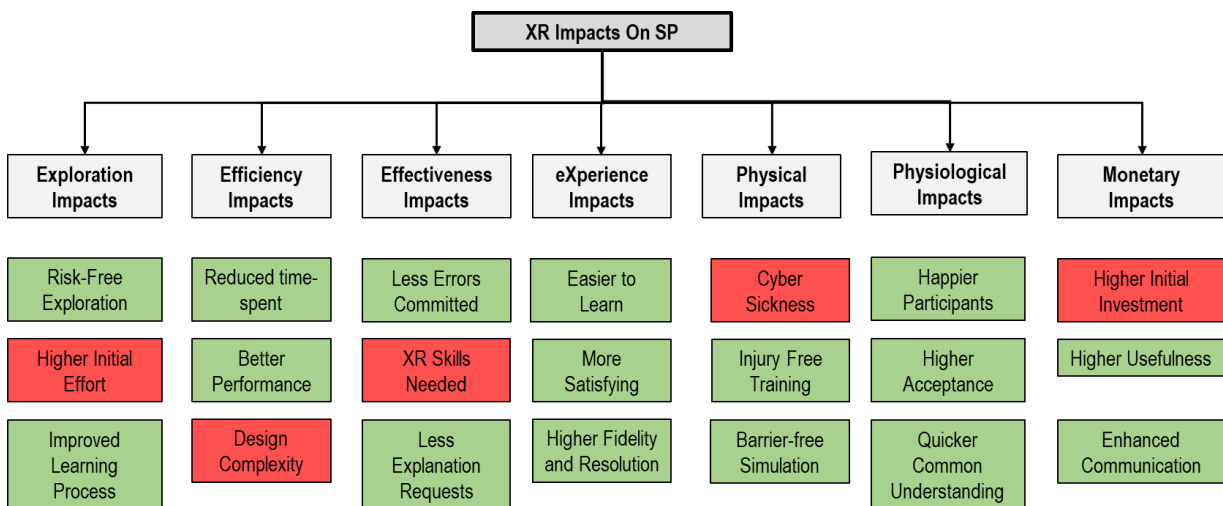 XR Impacts On SP
Exploration
Impacts
Efficiency
Impacts
Effectiveness
Impacts
eXperience
Impacts
Physical
Impacts
Physiological
Impacts
Monetary
Impacts
Risk-Free
Exploration
Reduced time-
spent
Less Errors
Committed
Easier to
Learn
Cyber
Sickness
Happier
Participants
Higher Initial
Investment
Higher Initial
Effort
Better
Performance
XR Skills
Needed
More
Satisfying
Injury Free
Training
Higher
Acceptance
Higher Usefulness
Improved
Learning
Process
Design
Complexity
Less
Explanation
Requests
Higher Fidelity
and Resolution
Barrier-free
Simulation
Quicker
Common
Understanding
Enhanced
Communication